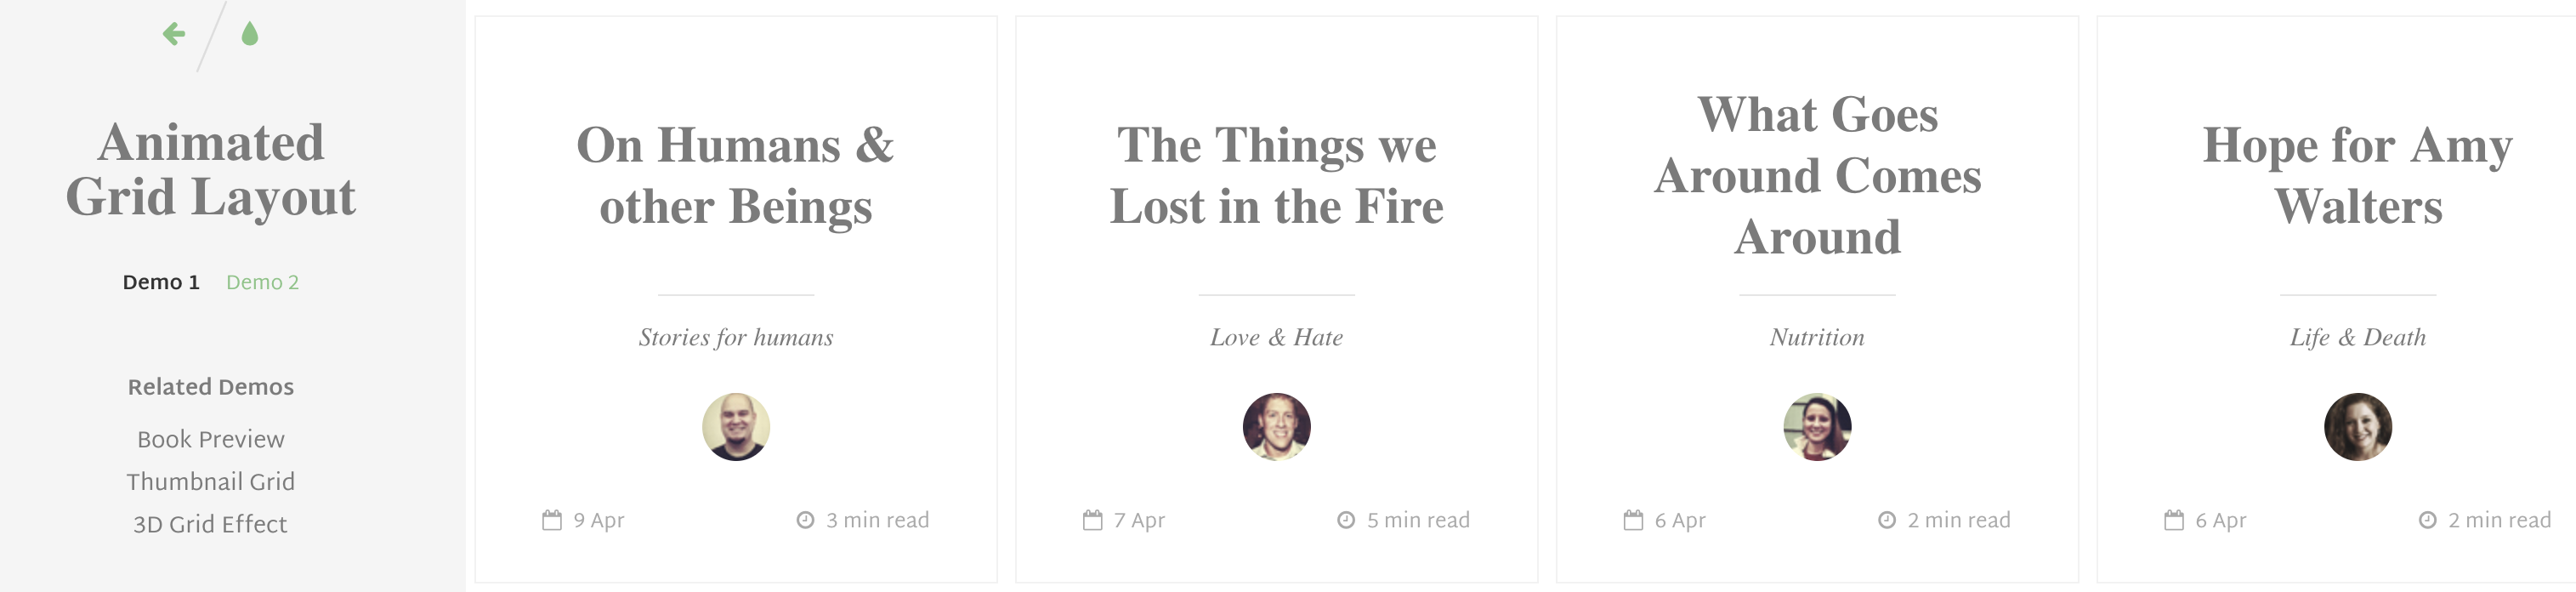 Animated
Grid Layout
Demo 1 Demo 2
Related Demos
Book Preview
Thumbnail Grid
3D Grid Effect
On Humans &
other Beings
Stories for humans
9 Apr 3 min read
The Things we
Lost in the Fire
Love & Hate
7 Apr 5 min read
What Goes
Around Comes
Around
Nutrition
6 Apr 2 min read
Hope for Amy
Walters
Life & Death
6 Apr 2 min read